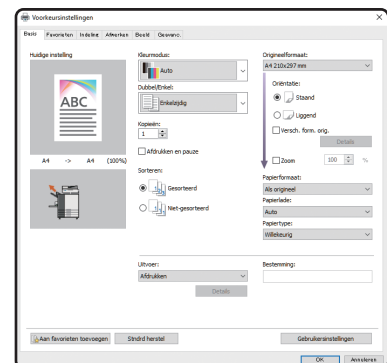 Voorkeursinstellingen
Basis Favorieten Indeling Afwerken Beeld Geavanc.
Huidige instelling
ABC
A4 -> A4 (100%)
Kleurmodus:
Auto
Dubbel/Enkel:
Enkelzijdig
Kopieën:
1
Afdrukken en pauze
Sorteren:
Gesorteerd
Niet-gesorteerd
Origineelformaat:
A4 210x297 mm
Oriëntatie:
Staand
Liggend
Versch. form. orig.
Details
Zoom 100 %
Papierformaat:
Als origineel
Papierlade:
Auto
Papiertype:
Willekeurig
Uitvoer:
Afdrukken
Details
Bestemming:
Aan favorieten toevoegen Stndrd herstel Gebruikersinstellingen
OK Annuleren